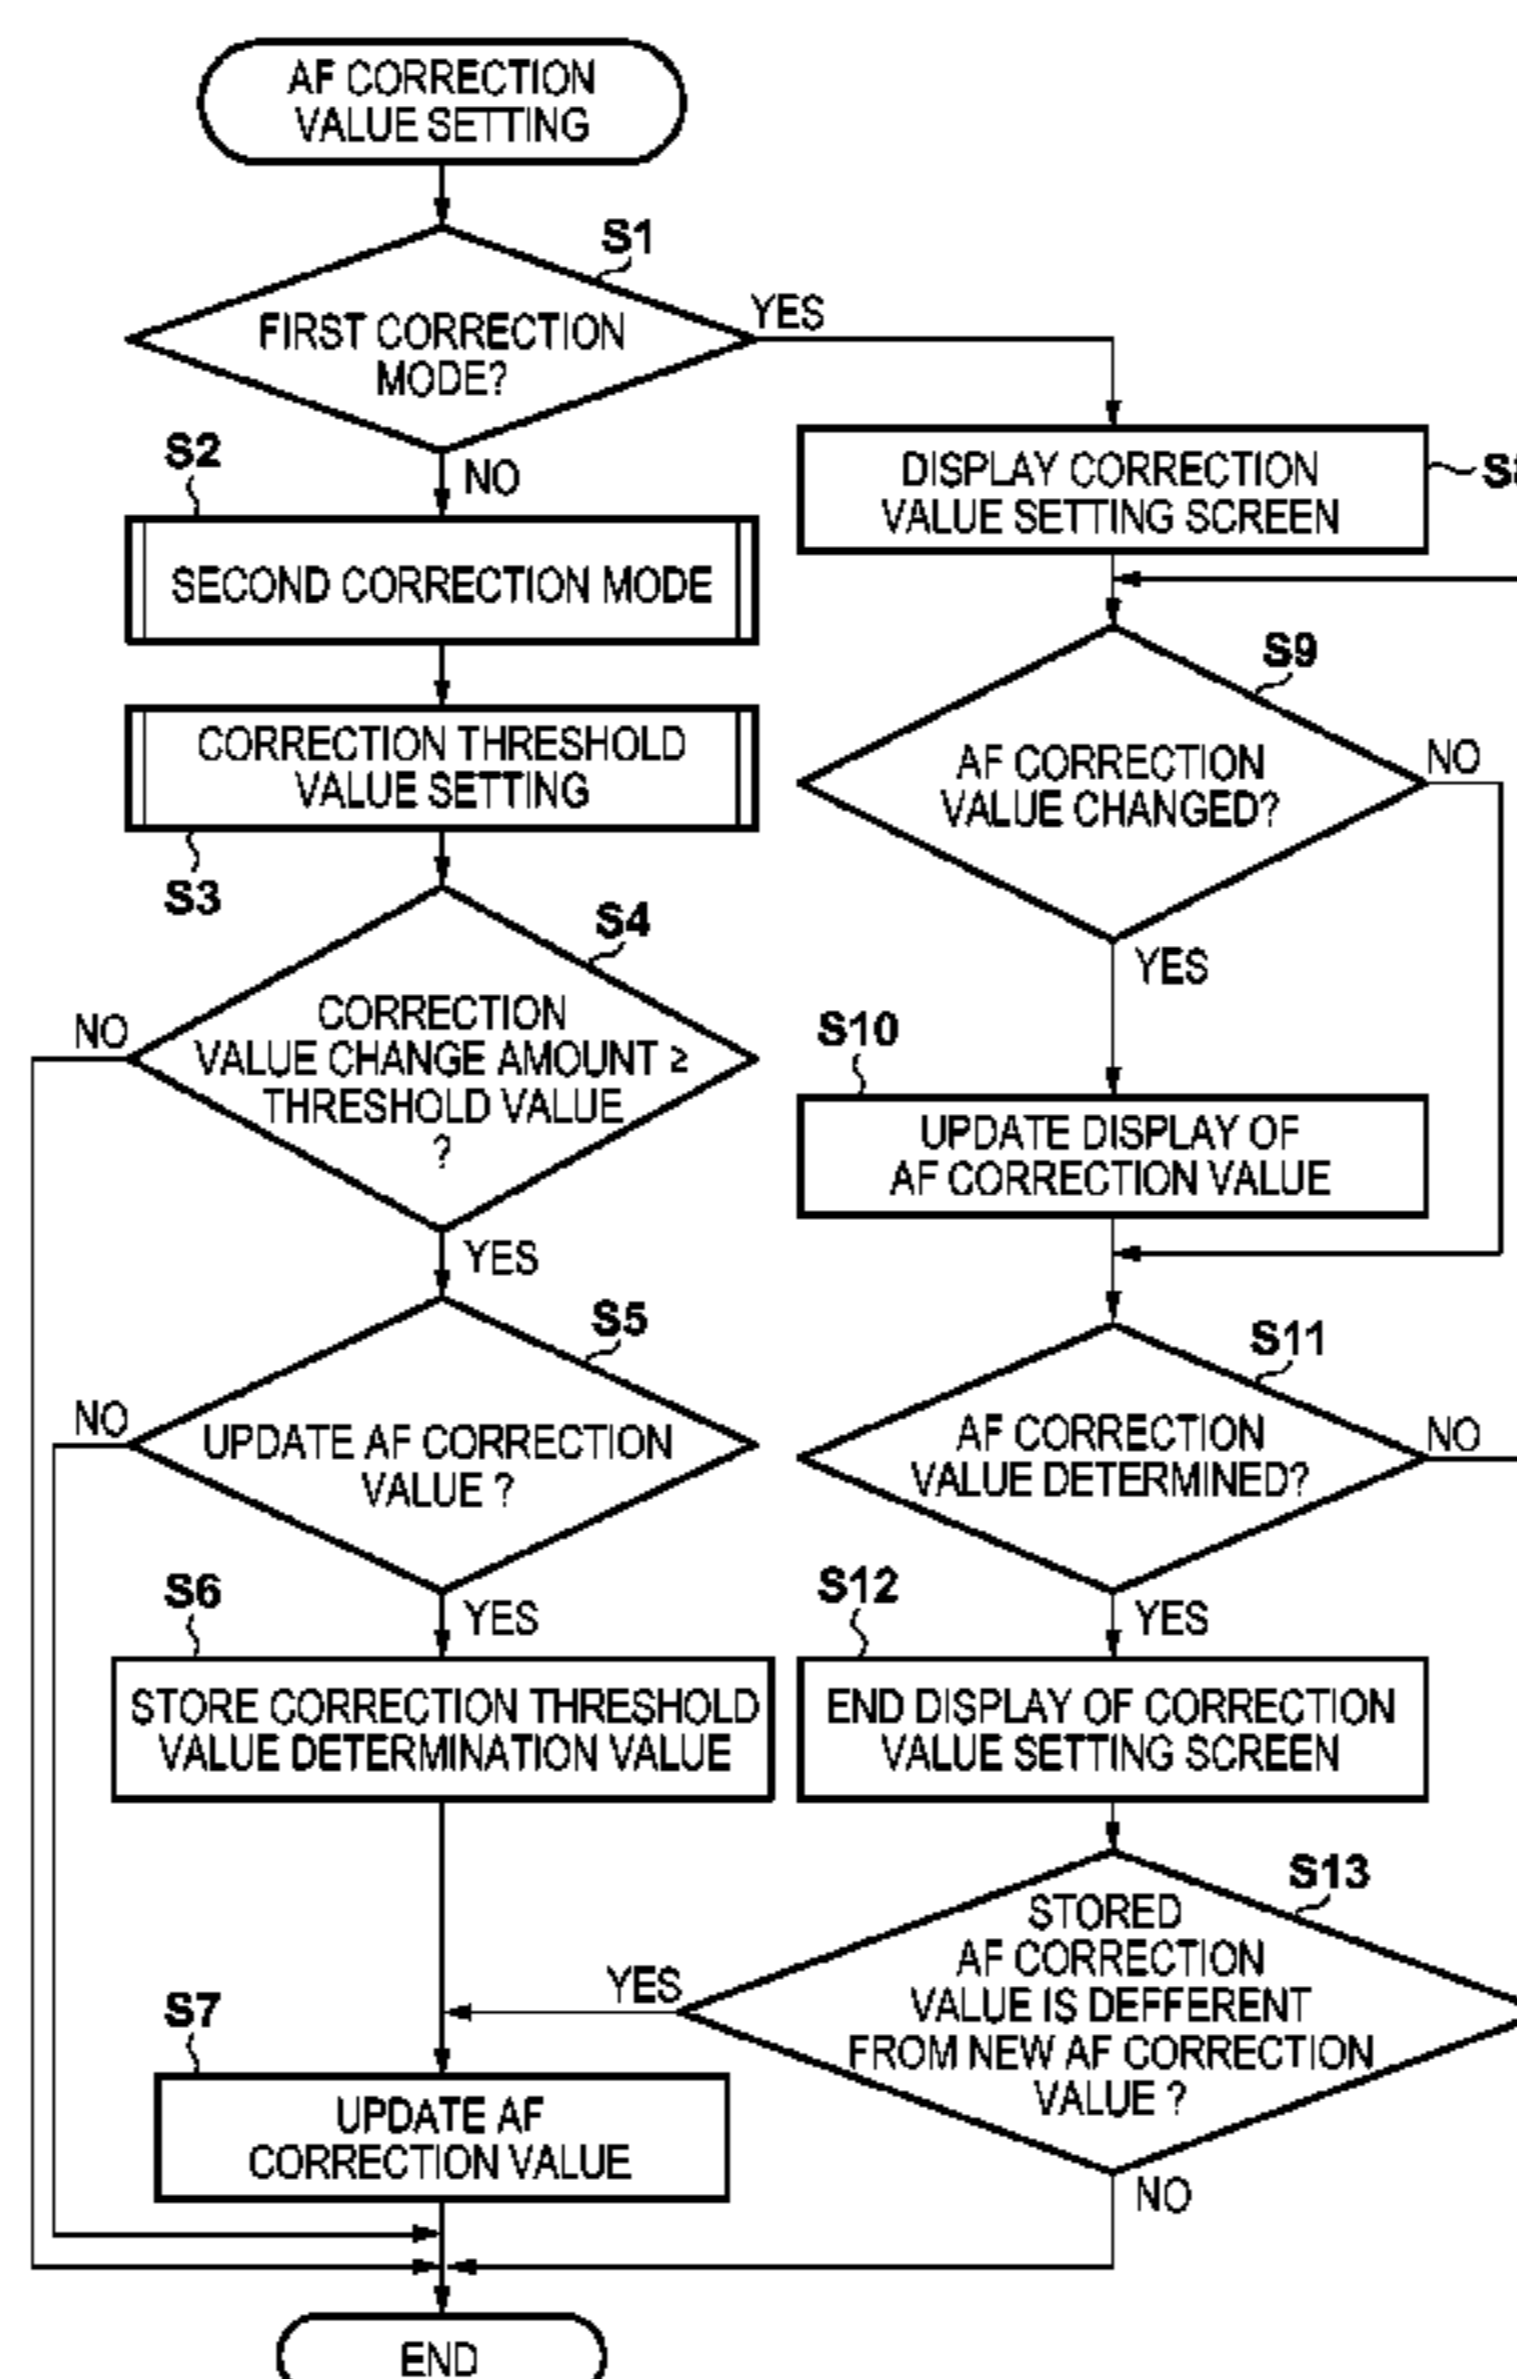 AF CORRECTION
VALUE SETTING
S1
FIRST CORRECTION
MODE?
YES
NO
S2
SECOND CORRECTION MODE
CORRECTION THRESHOLD
VALUE SETTING
S3
S4
CORRECTION
VALUE CHANGE AMOUNT ≥
THRESHOLD VALUE
?
NO
YES
S5
UPDATE AF CORRECTION
VALUE ?
NO
YES
S6
STORE CORRECTION THRESHOLD
VALUE DETERMINATION VALUE
S7
UPDATE AF
CORRECTION VALUE
END
DISPLAY CORRECTION
VALUE SETTING SCREEN
S9
AF CORRECTION
VALUE CHANGED?
NO
YES
S10
UPDATE DISPLAY OF
AF CORRECTION VALUE
S11
AF CORRECTION
VALUE DETERMINED?
NO
YES
S12
END DISPLAY OF CORRECTION
VALUE SETTING SCREEN
S13
STORED
AF CORRECTION
VALUE IS DEFFERENT
FROM NEW AF CORRECTION
VALUE ?
YES
NO